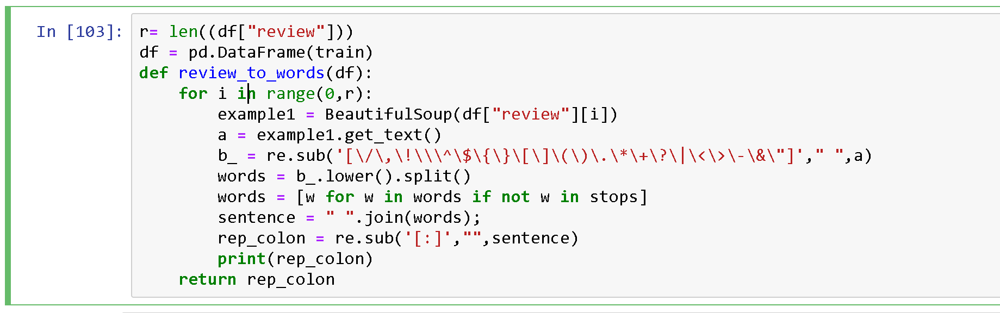 In [103]: r= len((df["review"]))
df = pd.DataFrame(train)
def review_to_words(df):
    for i in range(0,r):
        example1 = BeautifulSoup(df["review"][i])
        a = example1.get_text()
        b_ = re.sub('[\/\,\!\\\^\$\{\}\[\]\(\)\.\*\+\?\|\<\>\-\&\"]'," ",a)
        words = b_.lower().split()
        words = [w for w in words if not w in stops]
        sentence = " ".join(words);
        rep_colon = re.sub('[:]',"",sentence)
        print(rep_colon)
    return rep_colon